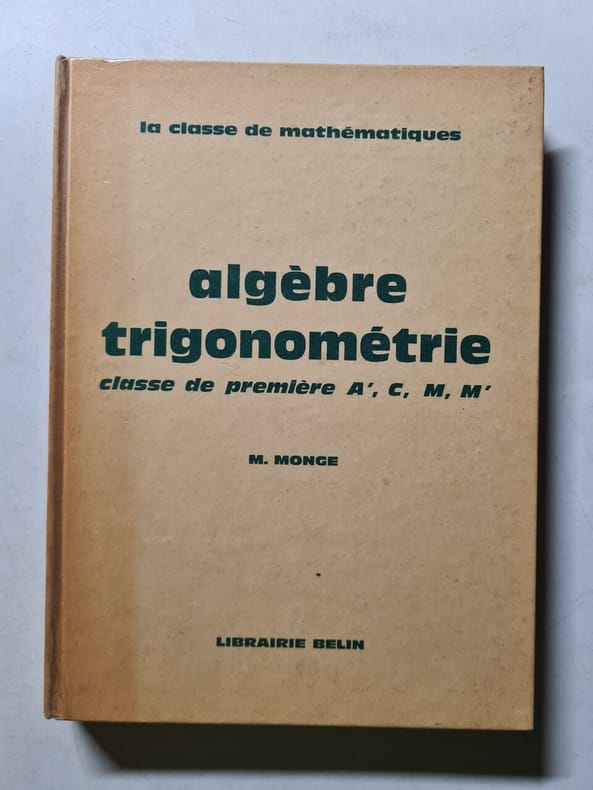 la classe de mathématiques
algèbre
trigonométrie
classe de première A', C, M, M'
M. MONGE
LIBRAIRIE BELIN